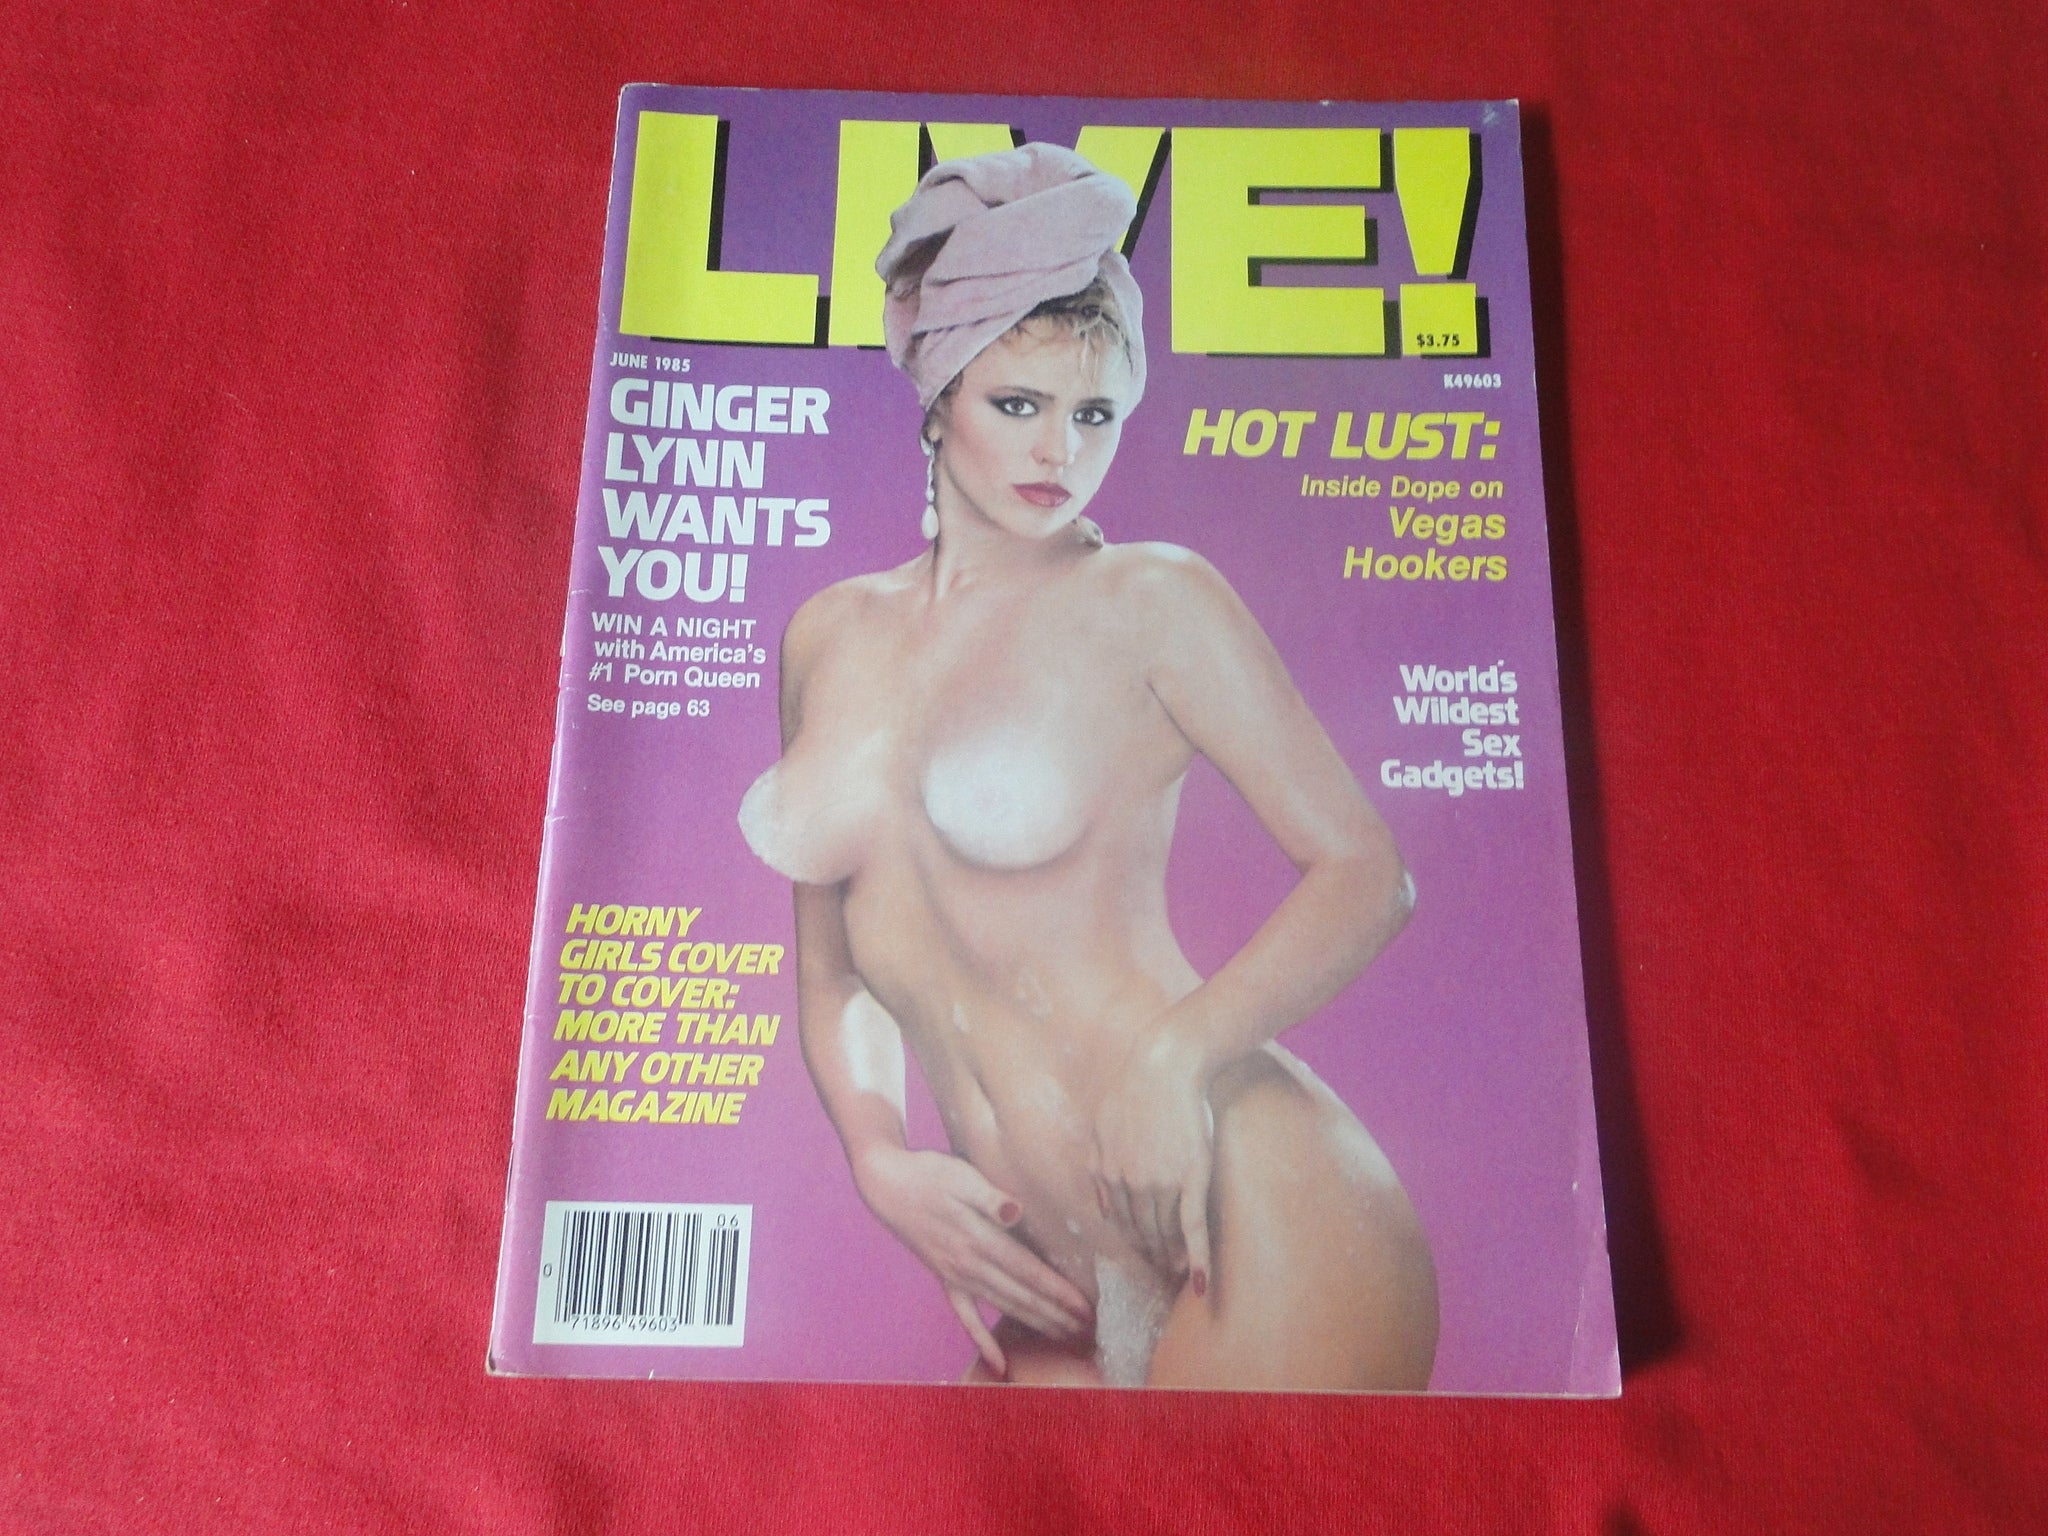 LIVE!
$3.75
JUNE 1985
K49603
GINGER
LYNN
WANTS
YOU!
WIN A NIGHT
with America's
#1 Porn Queen
See page 63
HOT LUST:
Inside Dope on
Vegas
Hookers
World's
Wildest
Sex
Gadgets!
HORNY
GIRLS COVER
TO COVER:
MORE THAN
ANY OTHER
MAGAZINE
06
0
71896 49603